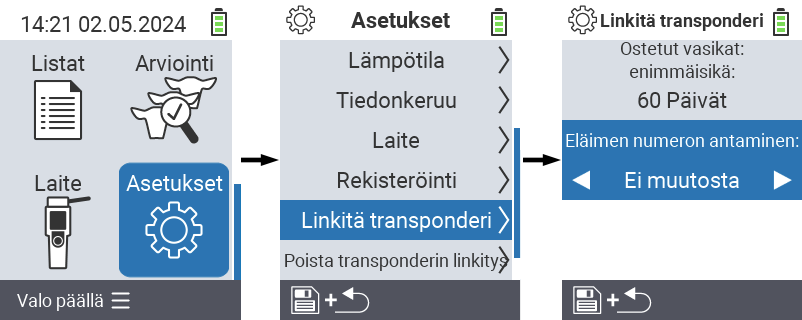 14:21 02.05.2024
Listat
Arviointi
Laite
Asetukset
Valo päällä
Asetukset
Lämpötila
Tiedonkeruu
Laite
Rekisteröinti
Linkitä transponderi
Poista transponderin linkitys
+
Linkitä transponderi
Ostetut vasikat:
enimmäisikä:
60 Päivät
Eläimen numeron antaminen:
Ei muutosta
+